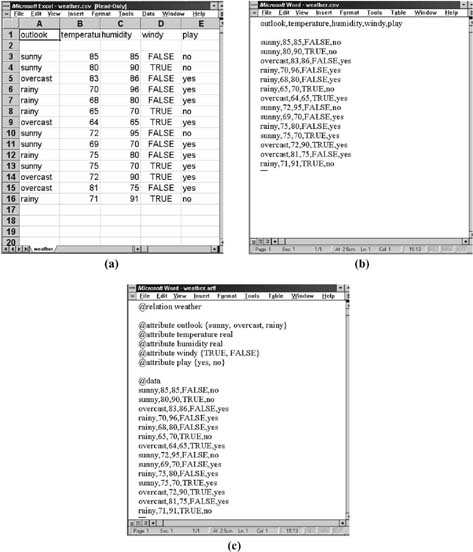 Microsoft Excel - weather.csv [Read-Only]
File Edit View Insert Format Tools Data Window Help
A B C D E
1 outlook temperatu humidity windy play
2
3 sunny 85 85 FALSE no
4 sunny 80 90 TRUE no
5 overcast 83 86 FALSE yes
6 rainy 70 96 FALSE yes
7 rainy 68 80 FALSE yes
8 rainy 65 70 TRUE no
9 overcast 64 65 TRUE yes
10 sunny 72 95 FALSE no
11 sunny 69 70 FALSE yes
12 rainy 75 80 FALSE yes
13 sunny 75 70 TRUE yes
14 overcast 72 90 TRUE yes
15 overcast 81 75 FALSE yes
16 rainy 71 91 TRUE no
17
18
19
20
weather
(a)
Microsoft Word - weather.csv
File Edit View Insert Format Tools Table Window Help
outlook,temperature,humidity,windy,play
sunny,85,85,FALSE,no
sunny,80,90,TRUE,no
overcast,83,86,FALSE,yes
rainy,70,96,FALSE,yes
rainy,68,80,FALSE,yes
rainy,65,70,TRUE,no
overcast,64,65,TRUE,yes
sunny,72,95,FALSE,no
sunny,69,70,FALSE,yes
rainy,75,80,FALSE,yes
sunny,75,70,TRUE,yes
overcast,72,90,TRUE,yes
overcast,81,75,FALSE,yes
rainy,71,91,TRUE,no
Page 1 Sec 1 1/1 At 2.5cm Ln 1 Col 1 15:13
(b)
Microsoft Word - weather.arff
File Edit View Insert Format Tools Table Window Help
@relation weather
@attribute outlook {sunny, overcast, rainy}
@attribute temperature real
@attribute humidity real
@attribute windy {TRUE, FALSE}
@attribute play {yes, no}
@data
sunny,85,85,FALSE,no
sunny,80,90,TRUE,no
overcast,83,86,FALSE,yes
rainy,70,96,FALSE,yes
rainy,68,80,FALSE,yes
rainy,65,70,TRUE,no
overcast,64,65,TRUE,yes
sunny,72,95,FALSE,no
sunny,69,70,FALSE,yes
rainy,75,80,FALSE,yes
sunny,75,70,TRUE,yes
overcast,72,90,TRUE,yes
overcast,81,75,FALSE,yes
rainy,71,91,TRUE,no
Page 1 Sec 1 1/1 At 2.5cm Ln 1 Col 1 15:13
(c)